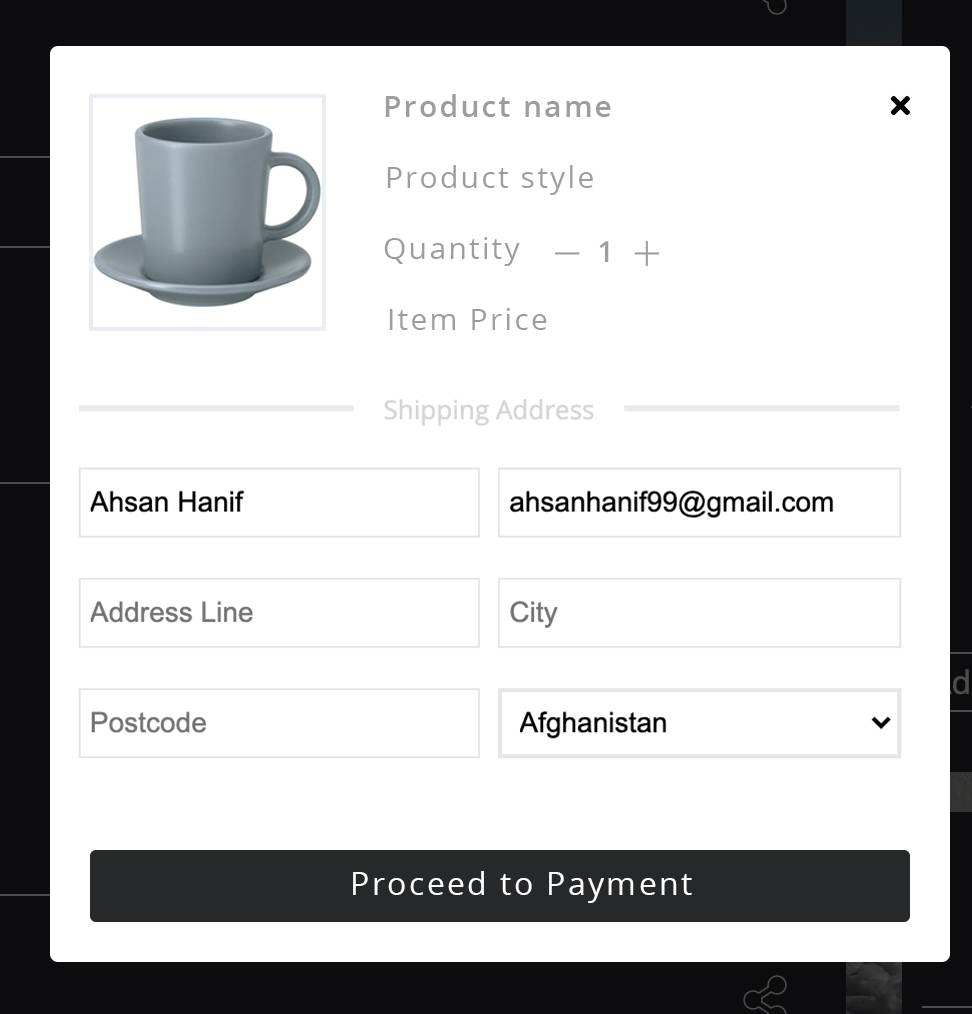 Product name
Product style
Quantity — 1 +
Item Price
Shipping Address
Ahsan Hanif
ahsanhanif99@gmail.com
Address Line
City
Postcode
Afghanistan
Proceed to Payment